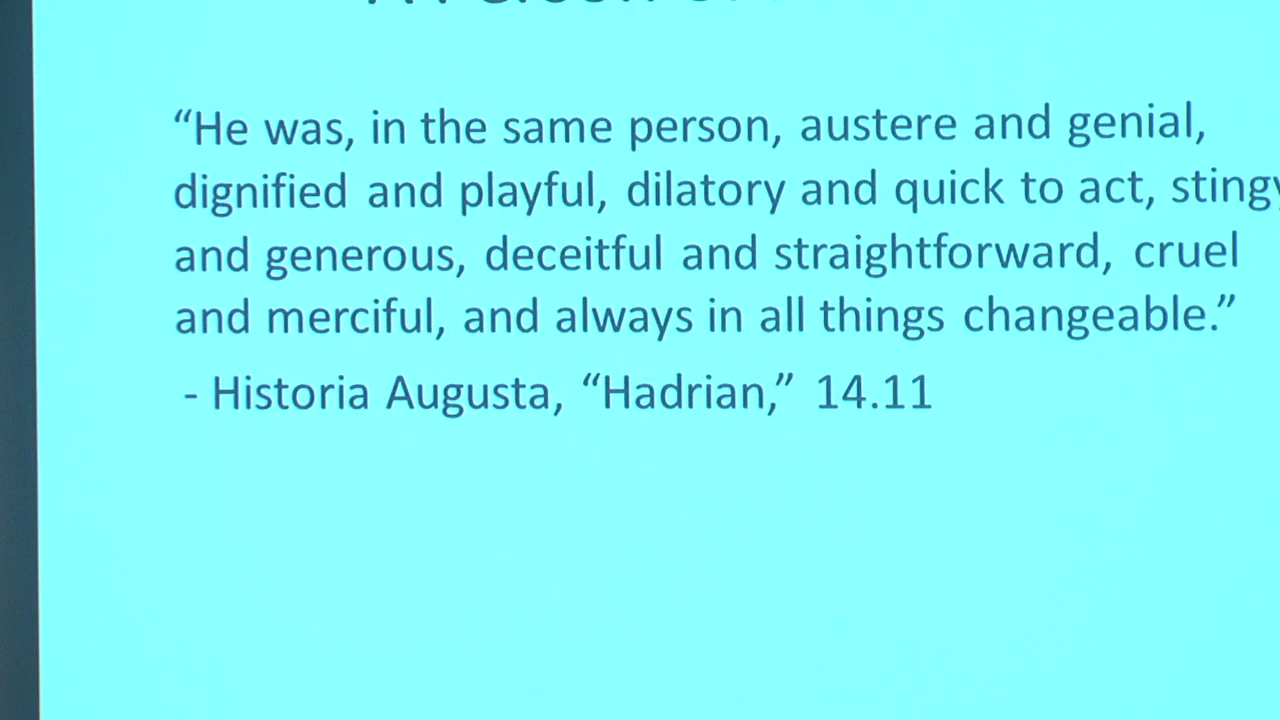 “He was, in the same person, austere and genial,
dignified and playful, dilatory and quick to act, stingy
and generous, deceitful and straightforward, cruel
and merciful, and always in all things changeable.”
- Historia Augusta, “Hadrian,” 14.11